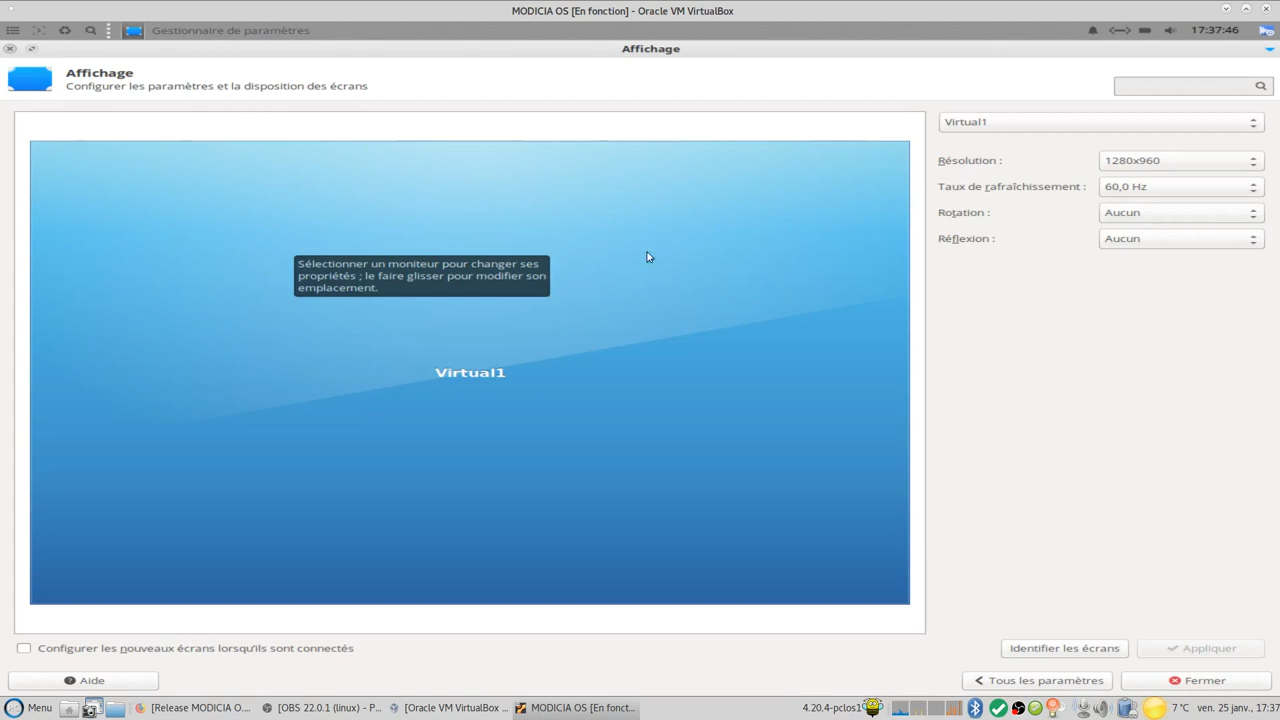 MODICIA OS [En fonction] - Oracle VM VirtualBox
Gestionnaire de paramètres
17:37:46
Affichage
Affichage
Configurer les paramètres et la disposition des écrans
Virtual1
Résolution :
1280x960
Taux de rafraîchissement :
60,0 Hz
Rotation :
Aucun
Réflexion :
Aucun
Sélectionner un moniteur pour changer ses
propriétés ; le faire glisser pour modifier son
emplacement.
Virtual1
Configurer les nouveaux écrans lorsqu'ils sont connectés
Identifier les écrans
Appliquer
Aide
Tous les paramètres
Fermer
Menu
[Release MODICIA O...
[OBS 22.0.1 (linux) - P...
[Oracle VM VirtualBox ...
MODICIA OS [En fonct...
4.20.4-pclos1
7 °C
ven. 25 janv., 17:37